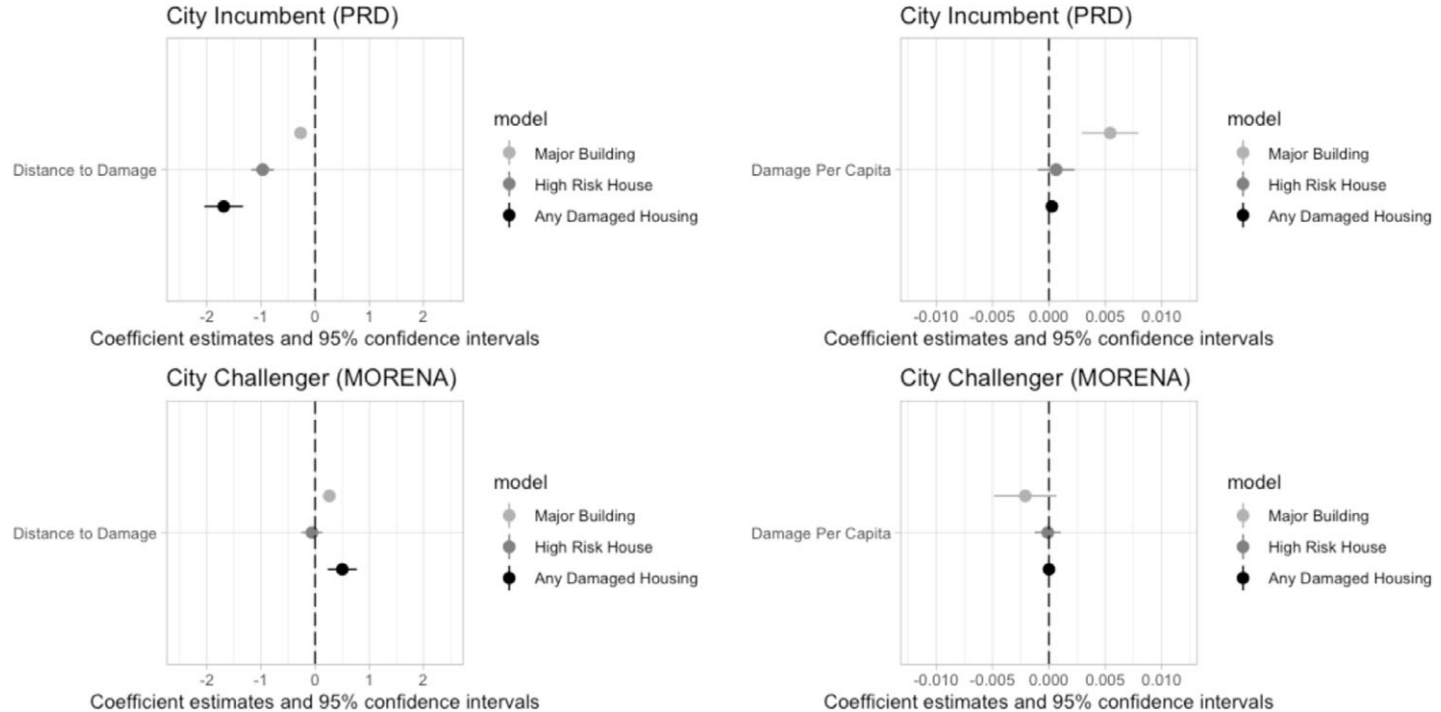 City Incumbent (PRD)
Distance to Damage
-2 -1 0 1 2
Coefficient estimates and 95% confidence intervals
model
Major Building
High Risk House
Any Damaged Housing
City Incumbent (PRD)
Damage Per Capita
-0.010 -0.005 0.000 0.005 0.010
Coefficient estimates and 95% confidence intervals
model
Major Building
High Risk House
Any Damaged Housing
City Challenger (MORENA)
Distance to Damage
-2 -1 0 1 2
Coefficient estimates and 95% confidence intervals
model
Major Building
High Risk House
Any Damaged Housing
City Challenger (MORENA)
Damage Per Capita
-0.010 -0.005 0.000 0.005 0.010
Coefficient estimates and 95% confidence intervals
model
Major Building
High Risk House
Any Damaged Housing